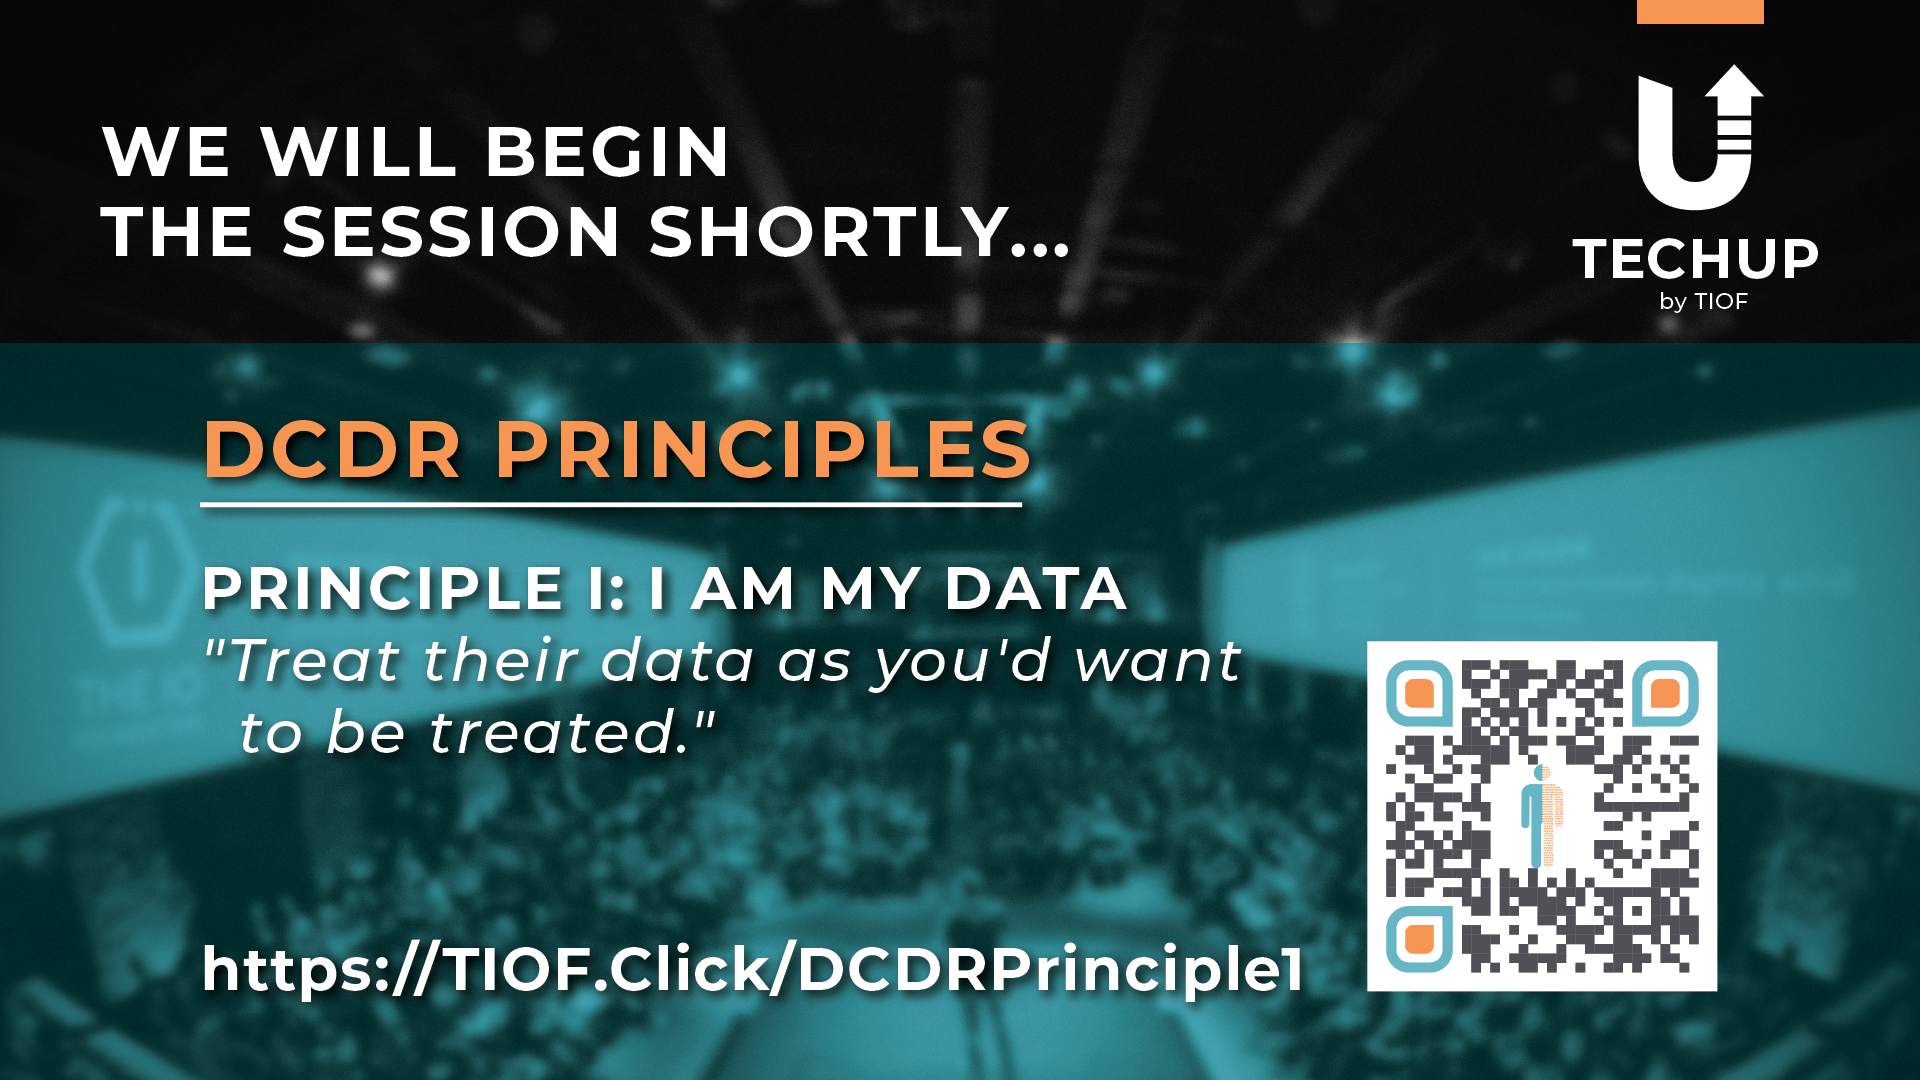 WE WILL BEGIN
THE SESSION SHORTLY...
TECHUP
by TIOF
DCDR PRINCIPLES
PRINCIPLE I: I AM MY DATA
"Treat their data as you'd want
to be treated."
https://TIOF.Click/DCDRPrinciple1